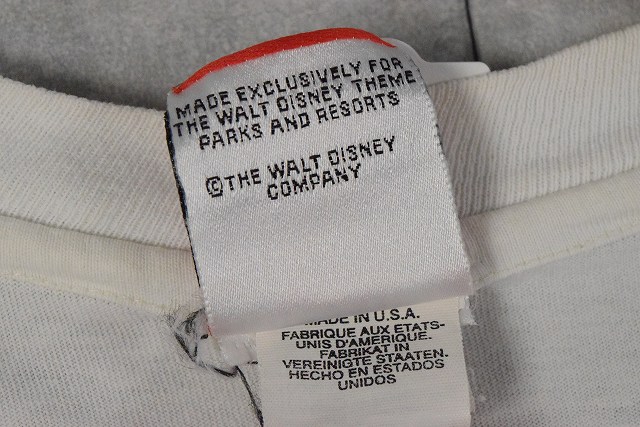 MADE EXCLUSIVELY FOR
THE WALT DISNEY THEME
PARKS AND RESORTS
©THE WALT DISNEY
COMPANY
MADE IN U.S.A.
FABRIQUE AUX ETATS-
UNIS D'AMERIQUE.
FABRIKAT IN
VEREINIGTE STAATEN.
HECHO EN ESTADOS
UNIDOS